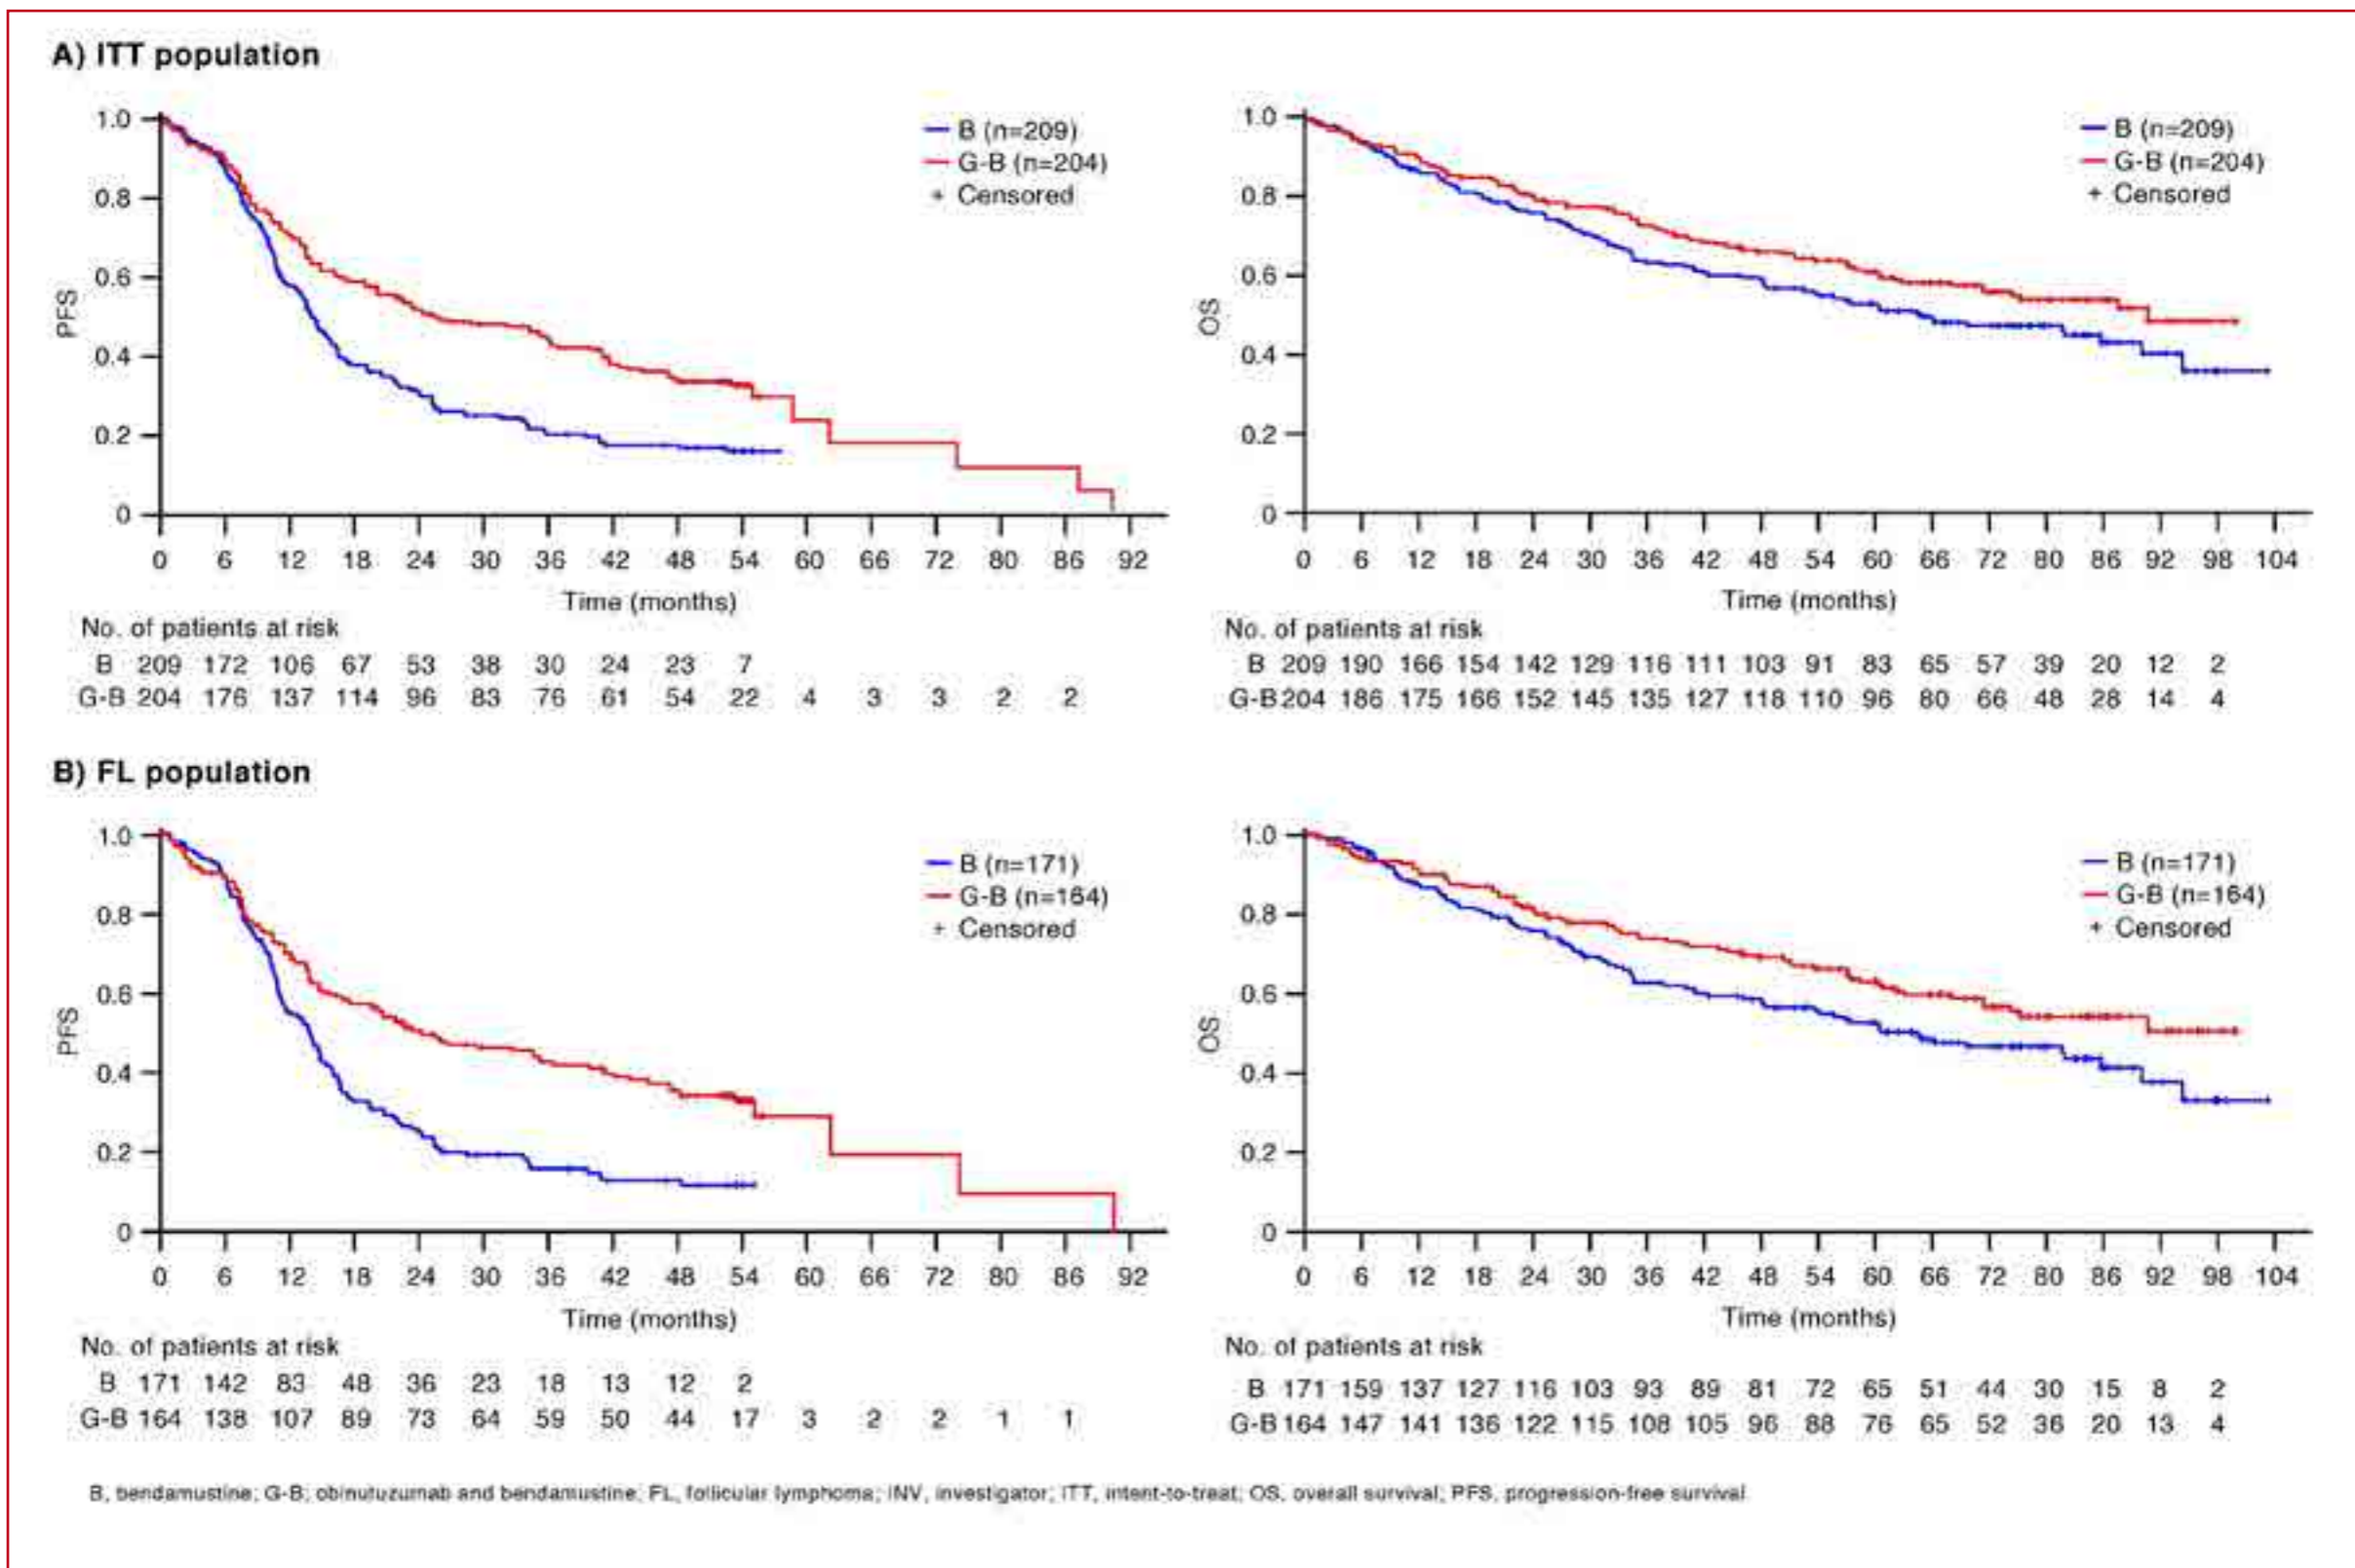 A) ITT population
1.0
0.8
0.6
0.4
0.2
0
PFS
B (n=209)
G-B (n=204)
+ Censored
0 6 12 18 24 30 36 42 48 54 60 66 72 80 86 92
Time (months)
No. of patients at risk
B 209 172 106 67 53 38 30 24 23 7
G-B 204 176 137 114 96 83 76 61 54 22 4 3 3 2 2
1.0
0.8
0.6
0.4
0.2
0
OS
B (n=209)
G-B (n=204)
+ Censored
0 6 12 18 24 30 36 42 48 54 60 66 72 80 86 92 98 104
Time (months)
No. of patients at risk
B 209 190 166 154 142 129 116 111 103 91 83 65 57 39 20 12 2
G-B 204 186 175 166 152 145 135 127 118 110 96 80 66 48 28 14 4
B) FL population
1.0
0.8
0.6
0.4
0.2
0
PFS
B (n=171)
G-B (n=164)
+ Censored
0 6 12 18 24 30 36 42 48 54 60 66 72 80 86 92
Time (months)
No. of patients at risk
B 171 142 83 48 36 23 18 13 12 2
G-B 164 138 107 89 73 64 59 50 44 17 3 2 2 1 1
1.0
0.8
0.6
0.4
0.2
0
OS
B (n=171)
G-B (n=164)
+ Censored
0 6 12 18 24 30 36 42 48 54 60 66 72 80 86 92 98 104
Time (months)
No. of patients at risk
B 171 159 137 127 116 103 93 89 81 72 65 51 44 30 15 8 2
G-B 164 147 141 136 122 115 108 105 96 88 76 65 52 36 20 13 4
B, bendamustine; G-B, obinutuzumab and bendamustine; FL, follicular lymphoma; INV, investigator; ITT, intent-to-treat; OS, overall survival; PFS, progression-free survival